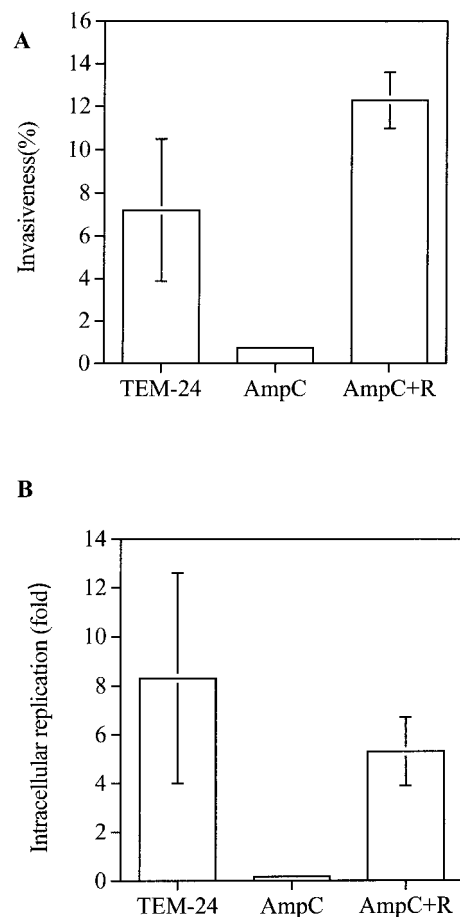 A
Invasiveness(%)
16
14
12
10
8
6
4
2
0
TEM-24 AmpC AmpC+R
B
Intracellular replication (fold)
14
12
10
8
6
4
2
0
TEM-24 AmpC AmpC+R